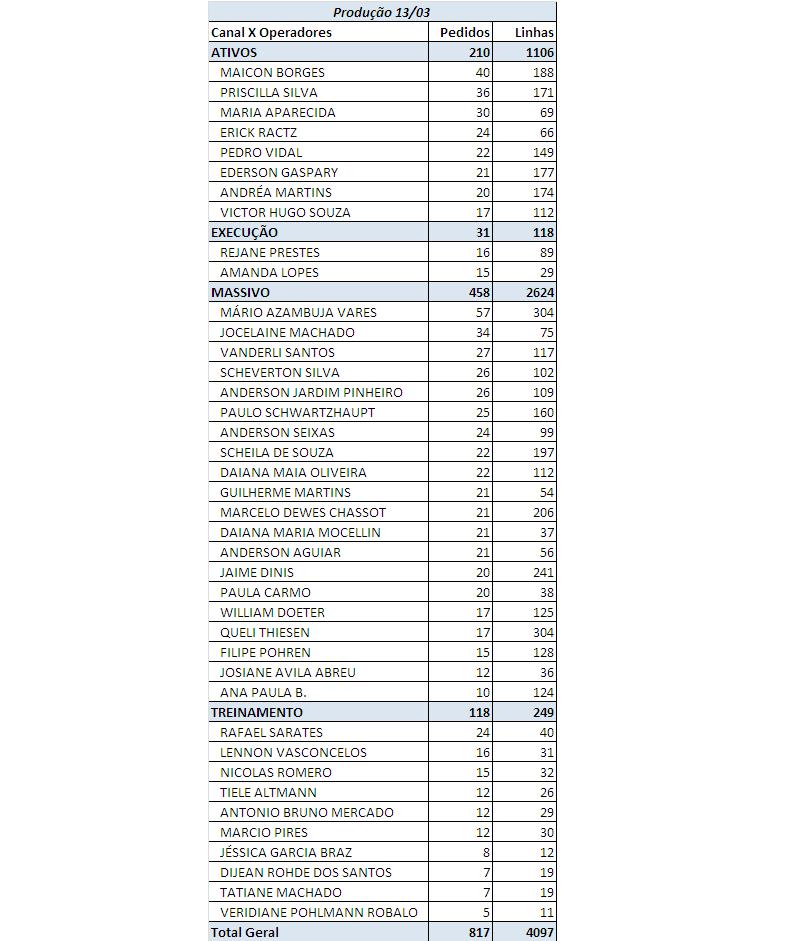 Produção 13/03
Canal X Operadores Pedidos Linhas
ATIVOS 210 1106
MAICON BORGES 40 188
PRISCILLA SILVA 36 171
MARIA APARECIDA 30 69
ERICK RACTZ 24 66
PEDRO VIDAL 22 149
EDERSON GASPARY 21 177
ANDRÉA MARTINS 20 174
VICTOR HUGO SOUZA 17 112
EXECUÇÃO 31 118
REJANE PRESTES 16 89
AMANDA LOPES 15 29
MASSIVO 458 2624
MÁRIO AZAMBUJA VARES 57 304
JOCELAINE MACHADO 34 75
VANDERLI SANTOS 27 117
SCHEVERTON SILVA 26 102
ANDERSON JARDIM PINHEIRO 26 109
PAULO SCHWARTZHAUPT 25 160
ANDERSON SEIXAS 24 99
SCHEILA DE SOUZA 22 197
DAIANA MAIA OLIVEIRA 22 112
GUILHERME MARTINS 21 54
MARCELO DEWES CHASSOT 21 206
DAIANA MARIA MOCELLIN 21 37
ANDERSON AGUIAR 21 56
JAIME DINIS 20 241
PAULA CARMO 20 38
WILLIAM DOETER 17 125
QUELI THIESEN 17 304
FILIPE POHREN 15 128
JOSIANE AVILA ABREU 12 36
ANA PAULA B. 10 124
TREINAMENTO 118 249
RAFAEL SARATES 24 40
LENNON VASCONCELOS 16 31
NICOLAS ROMERO 15 32
TIELE ALTMANN 12 26
ANTONIO BRUNO MERCADO 12 29
MARCIO PIRES 12 30
JÉSSICA GARCIA BRAZ 8 12
DIJEAN ROHDE DOS SANTOS 7 19
TATIANE MACHADO 7 19
VERIDIANE POHLMANN ROBALO 5 11
Total Geral 817 4097